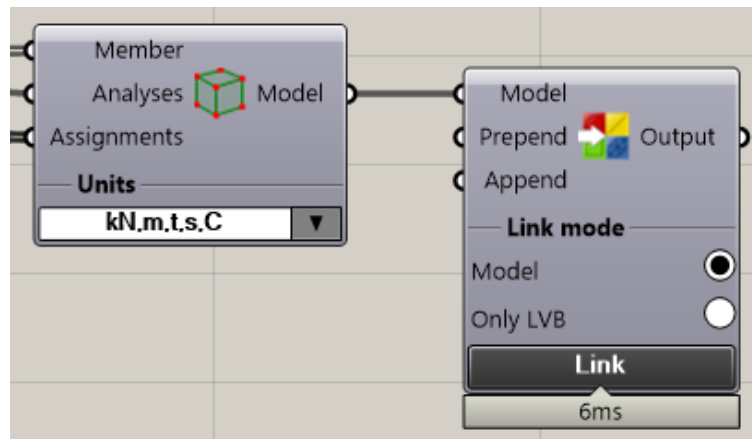 Member
Analyses
Model
Assignments
Units
kN,m,t,s,C
Model
Prepend
Output
Append
Link mode
Model
Only LVB
Link
6ms